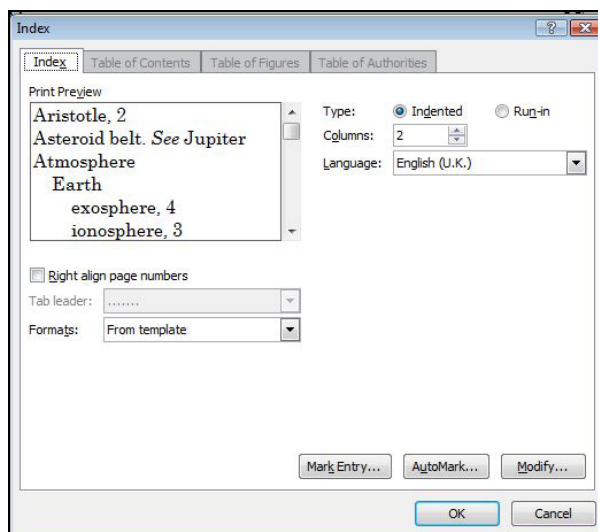 Index
Index Table of Contents Table of Figures Table of Authorities
Print Preview
Aristotle, 2
Asteroid belt. See Jupiter
Atmosphere
Earth
exosphere, 4
ionosphere, 3
Type: Indented Run-in
Columns: 2
Language: English (U.K.)
Right align page numbers
Tab leader: .......
Formats: From template
Mark Entry... AutoMark... Modify...
OK Cancel